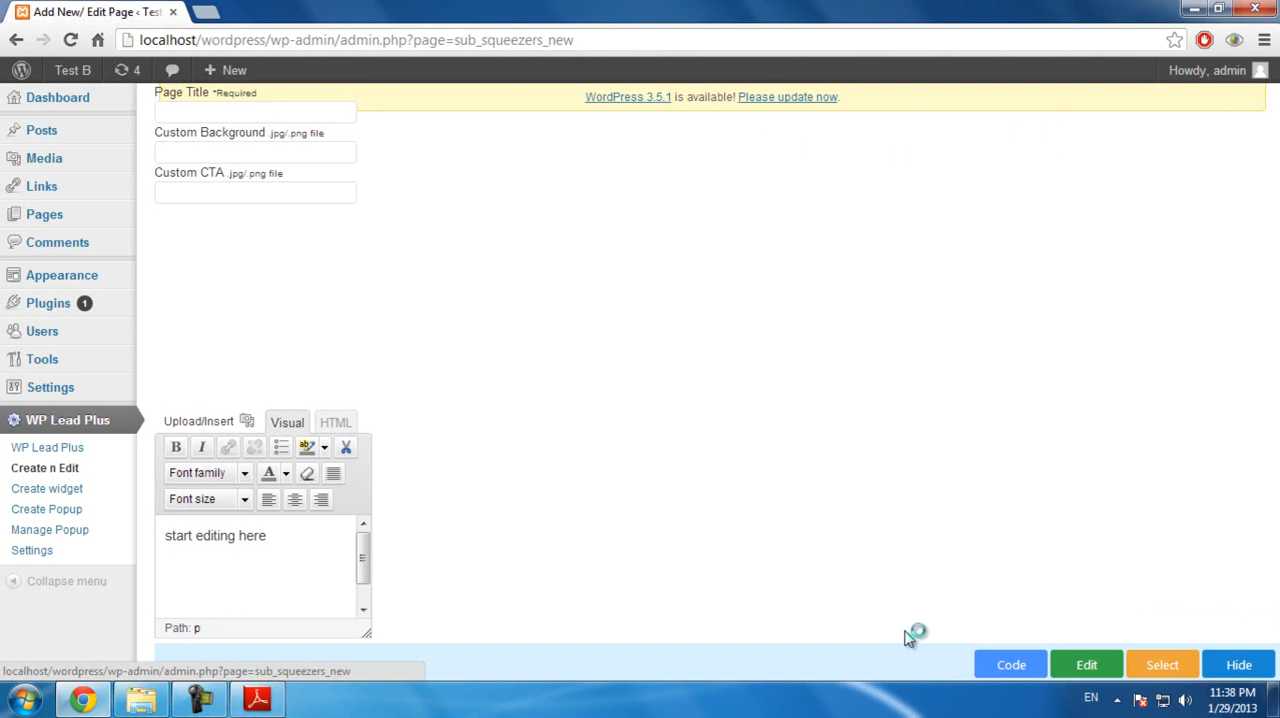 Add New/ Edit Page ‹ Tes
localhost/wordpress/wp-admin/admin.php?page=sub_squeezers_new
Test B 4 New Howdy, admin
WordPress 3.5.1 is available! Please update now.
Dashboard
Posts
Media
Links
Pages
Comments
Appearance
Plugins 1
Users
Tools
Settings
WP Lead Plus
WP Lead Plus
Create n Edit
Create widget
Create Popup
Manage Popup
Settings
Collapse menu
Page Title *Required
Custom Background .jpg/.png file
Custom CTA .jpg/.png file
Upload/Insert Visual HTML
B I
Font family A
Font size
start editing here
Path: p
Code Edit Select Hide
localhost/wordpress/wp-admin/admin.php?page=sub_squeezers_new
EN 11:38 PM
1/29/2013